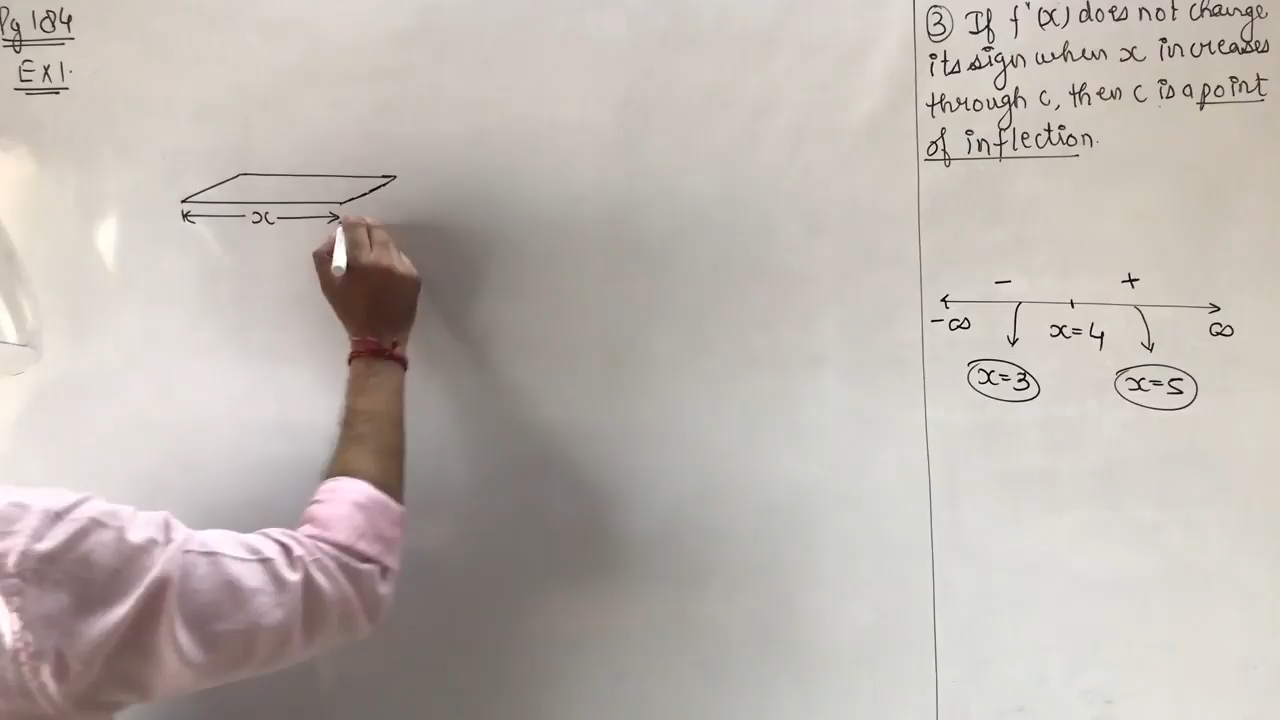 Pg 184
Ex1.
x
③ If f'(x) does not change
its sign when x increases
through c, then c is a point
of inflection.
- +
-∞ x=4 ∞
x=3 x=5